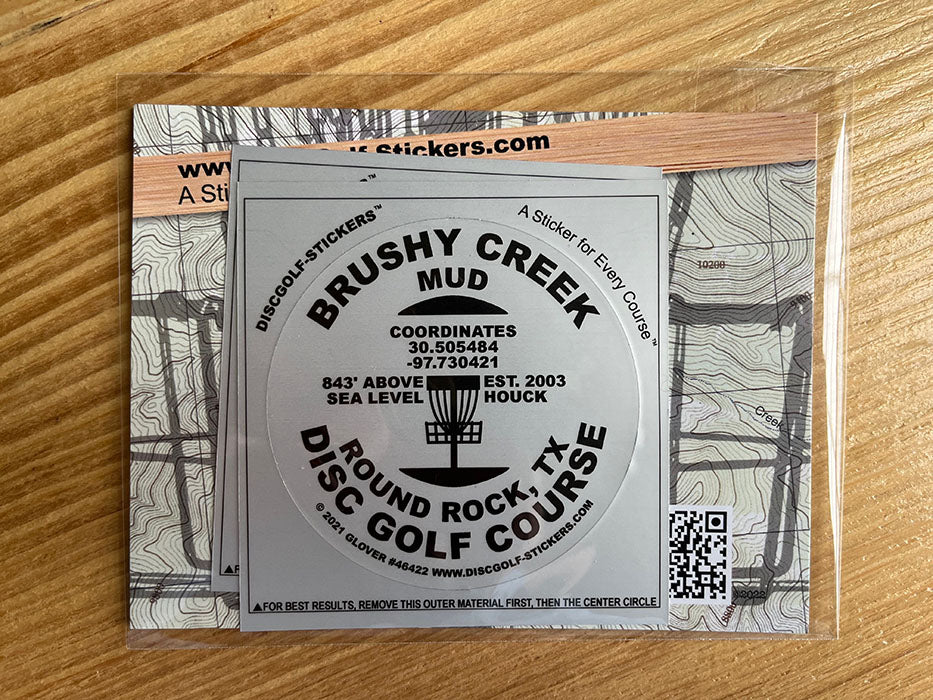 www. f-Stickers.com
A Sti
DISCGOLF-STICKERS™
A Sticker for Every Course™
BRUSHY CREEK
MUD
COORDINATES
30.505484
-97.730421
843' ABOVE
SEA LEVEL
EST. 2003
HOUCK
ROUND ROCK, TX
DISC GOLF COURSE
© 2021 GLOVER #46422 WWW.DISCGOLF-STICKERS.COM
▲FOR BEST RESULTS, REMOVE THIS OUTER MATERIAL FIRST, THEN THE CENTER CIRCLE
10200
Creek
©2022